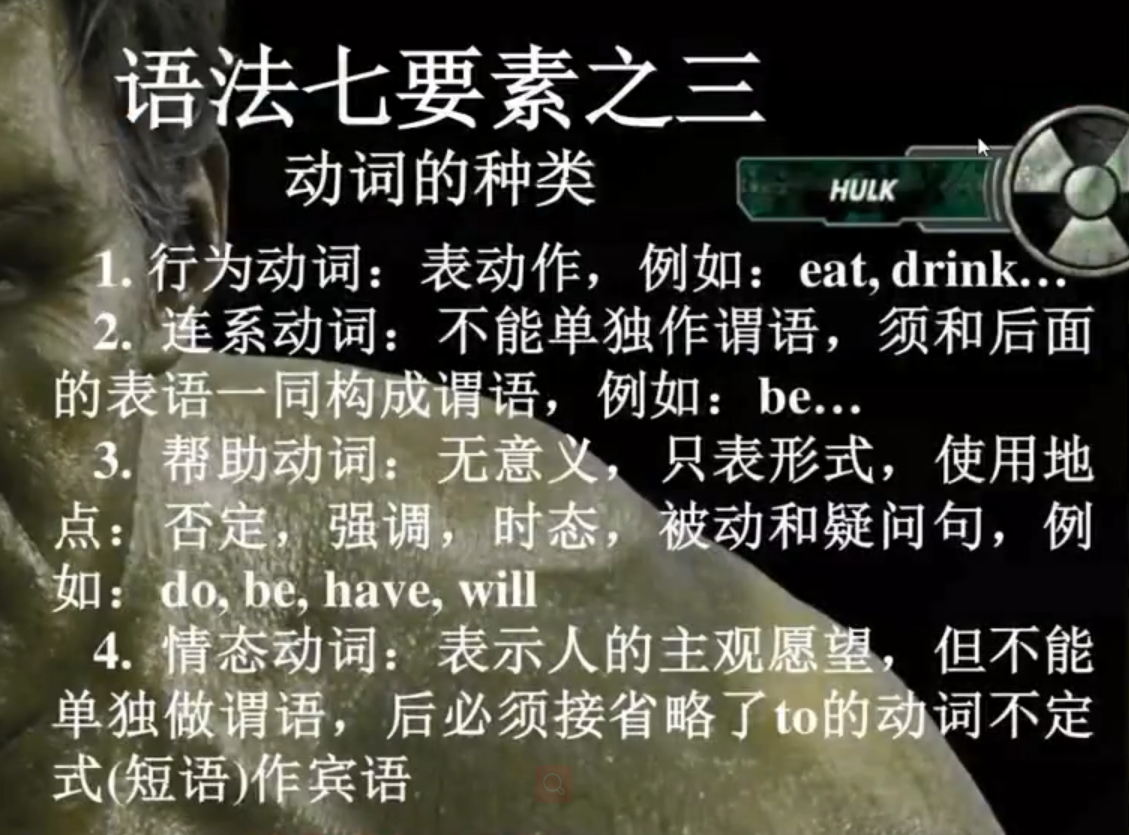 语法七要素之三
动词的种类
HULK
1. 行为动词：表动作，例如：eat, drink…
2. 连系动词：不能单独作谓语，须和后面
的表语一同构成谓语，例如：be…
3. 帮助动词：无意义，只表形式，使用地
点：否定，强调，时态，被动和疑问句，例
如：do, be, have, will
4. 情态动词：表示人的主观愿望，但不能
单独做谓语，后必须接省略了to的动词不定
式(短语)作宾语